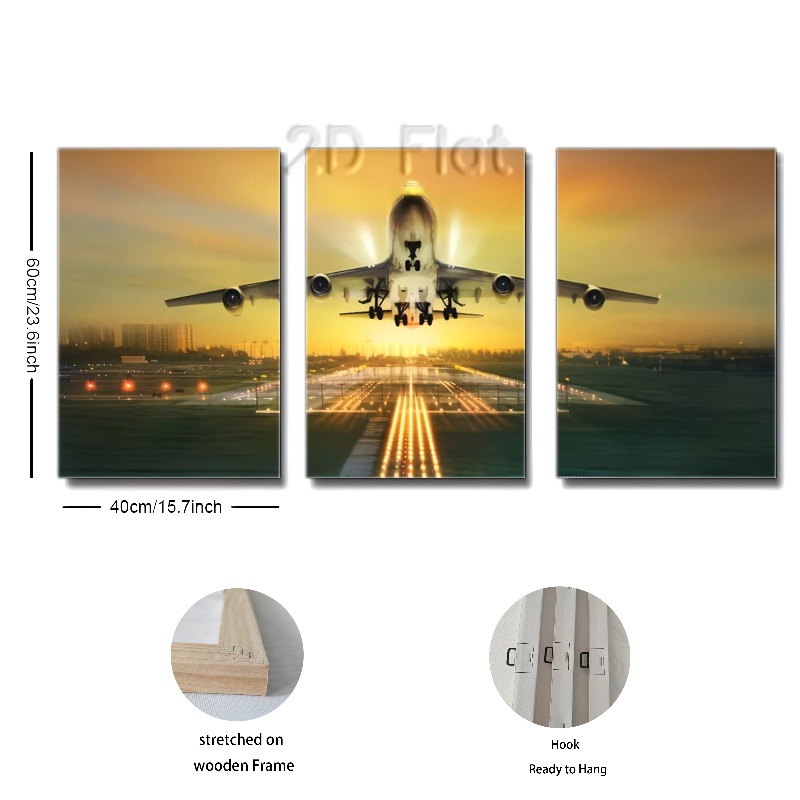 2D Flat
60cm/23.6inch
40cm/15.7inch
stretched on
wooden Frame
Hook
Ready to Hang